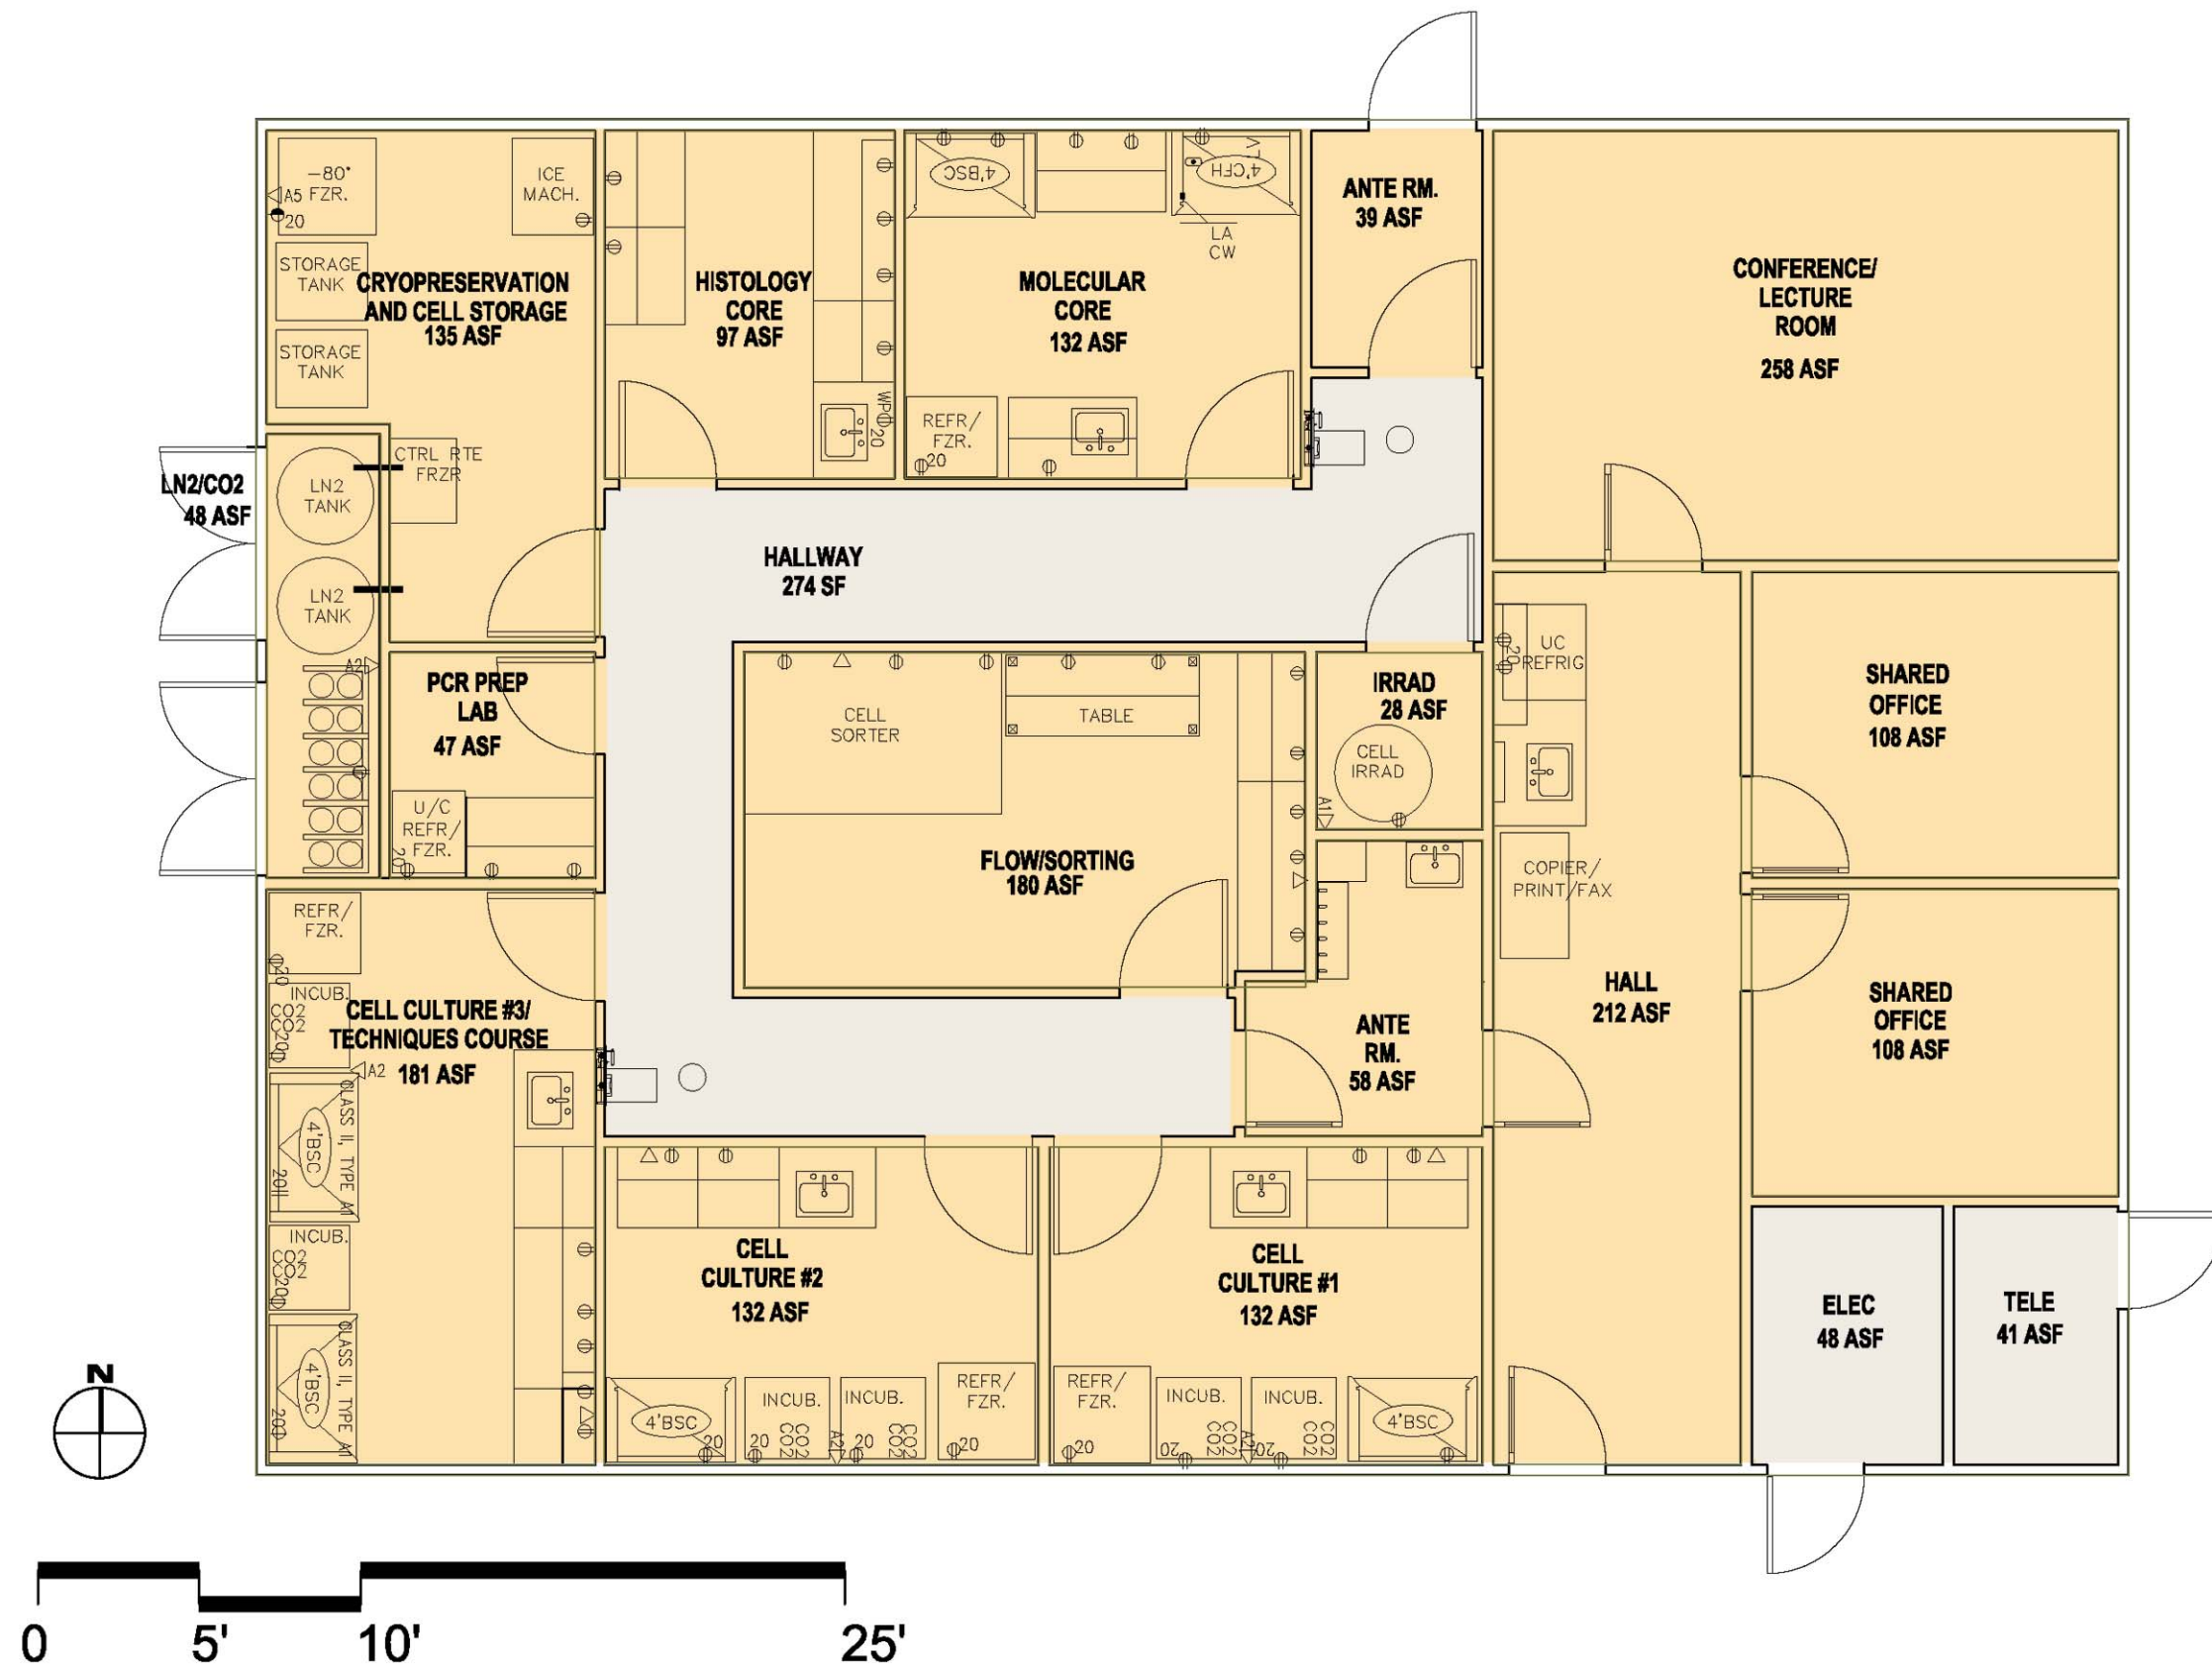 -80°
FZR.
A5
20
ICE
MACH.
STORAGE
TANK
CRYOPRESERVATION
AND CELL STORAGE
135 ASF
STORAGE
TANK
CTRL RTE
FRZR
HISTOLOGY
CORE
97 ASF
WP
20
4'BSC
4'CFH
LA
CW
MOLECULAR
CORE
132 ASF
REFR/
FZR.
20
ANTE RM.
39 ASF
CONFERENCE/
LECTURE
ROOM
258 ASF
LN2/CO2
48 ASF
LN2
TANK
LN2
TANK
A2
HALLWAY
274 SF
PCR PREP
LAB
47 ASF
U/C
REFR/
FZR.
20
CELL
SORTER
TABLE
FLOW/SORTING
180 ASF
IRRAD
28 ASF
CELL
IRRAD
A1
UC
REFRIG
20
COPIER/
PRINT/FAX
HALL
212 ASF
SHARED
OFFICE
108 ASF
SHARED
OFFICE
108 ASF
REFR/
FZR.
20
INCUB.
CO2
CO2
20
CELL CULTURE #3/
TECHNIQUES COURSE
181 ASF
A2
CLASS II, TYPE A1
4'BSC
20
INCUB.
CO2
CO2
20
CLASS II, TYPE A1
4'BSC
20
ANTE
RM.
58 ASF
CELL
CULTURE #2
132 ASF
4'BSC
20
INCUB.
20
CO2
CO2
A2
INCUB.
20
CO2
CO2
REFR/
FZR.
20
CELL
CULTURE #1
132 ASF
REFR/
FZR.
20
INCUB.
20
CO2
CO2
A2
INCUB.
20
CO2
CO2
4'BSC
ELEC
48 ASF
TELE
41 ASF
N
0 5' 10' 25'